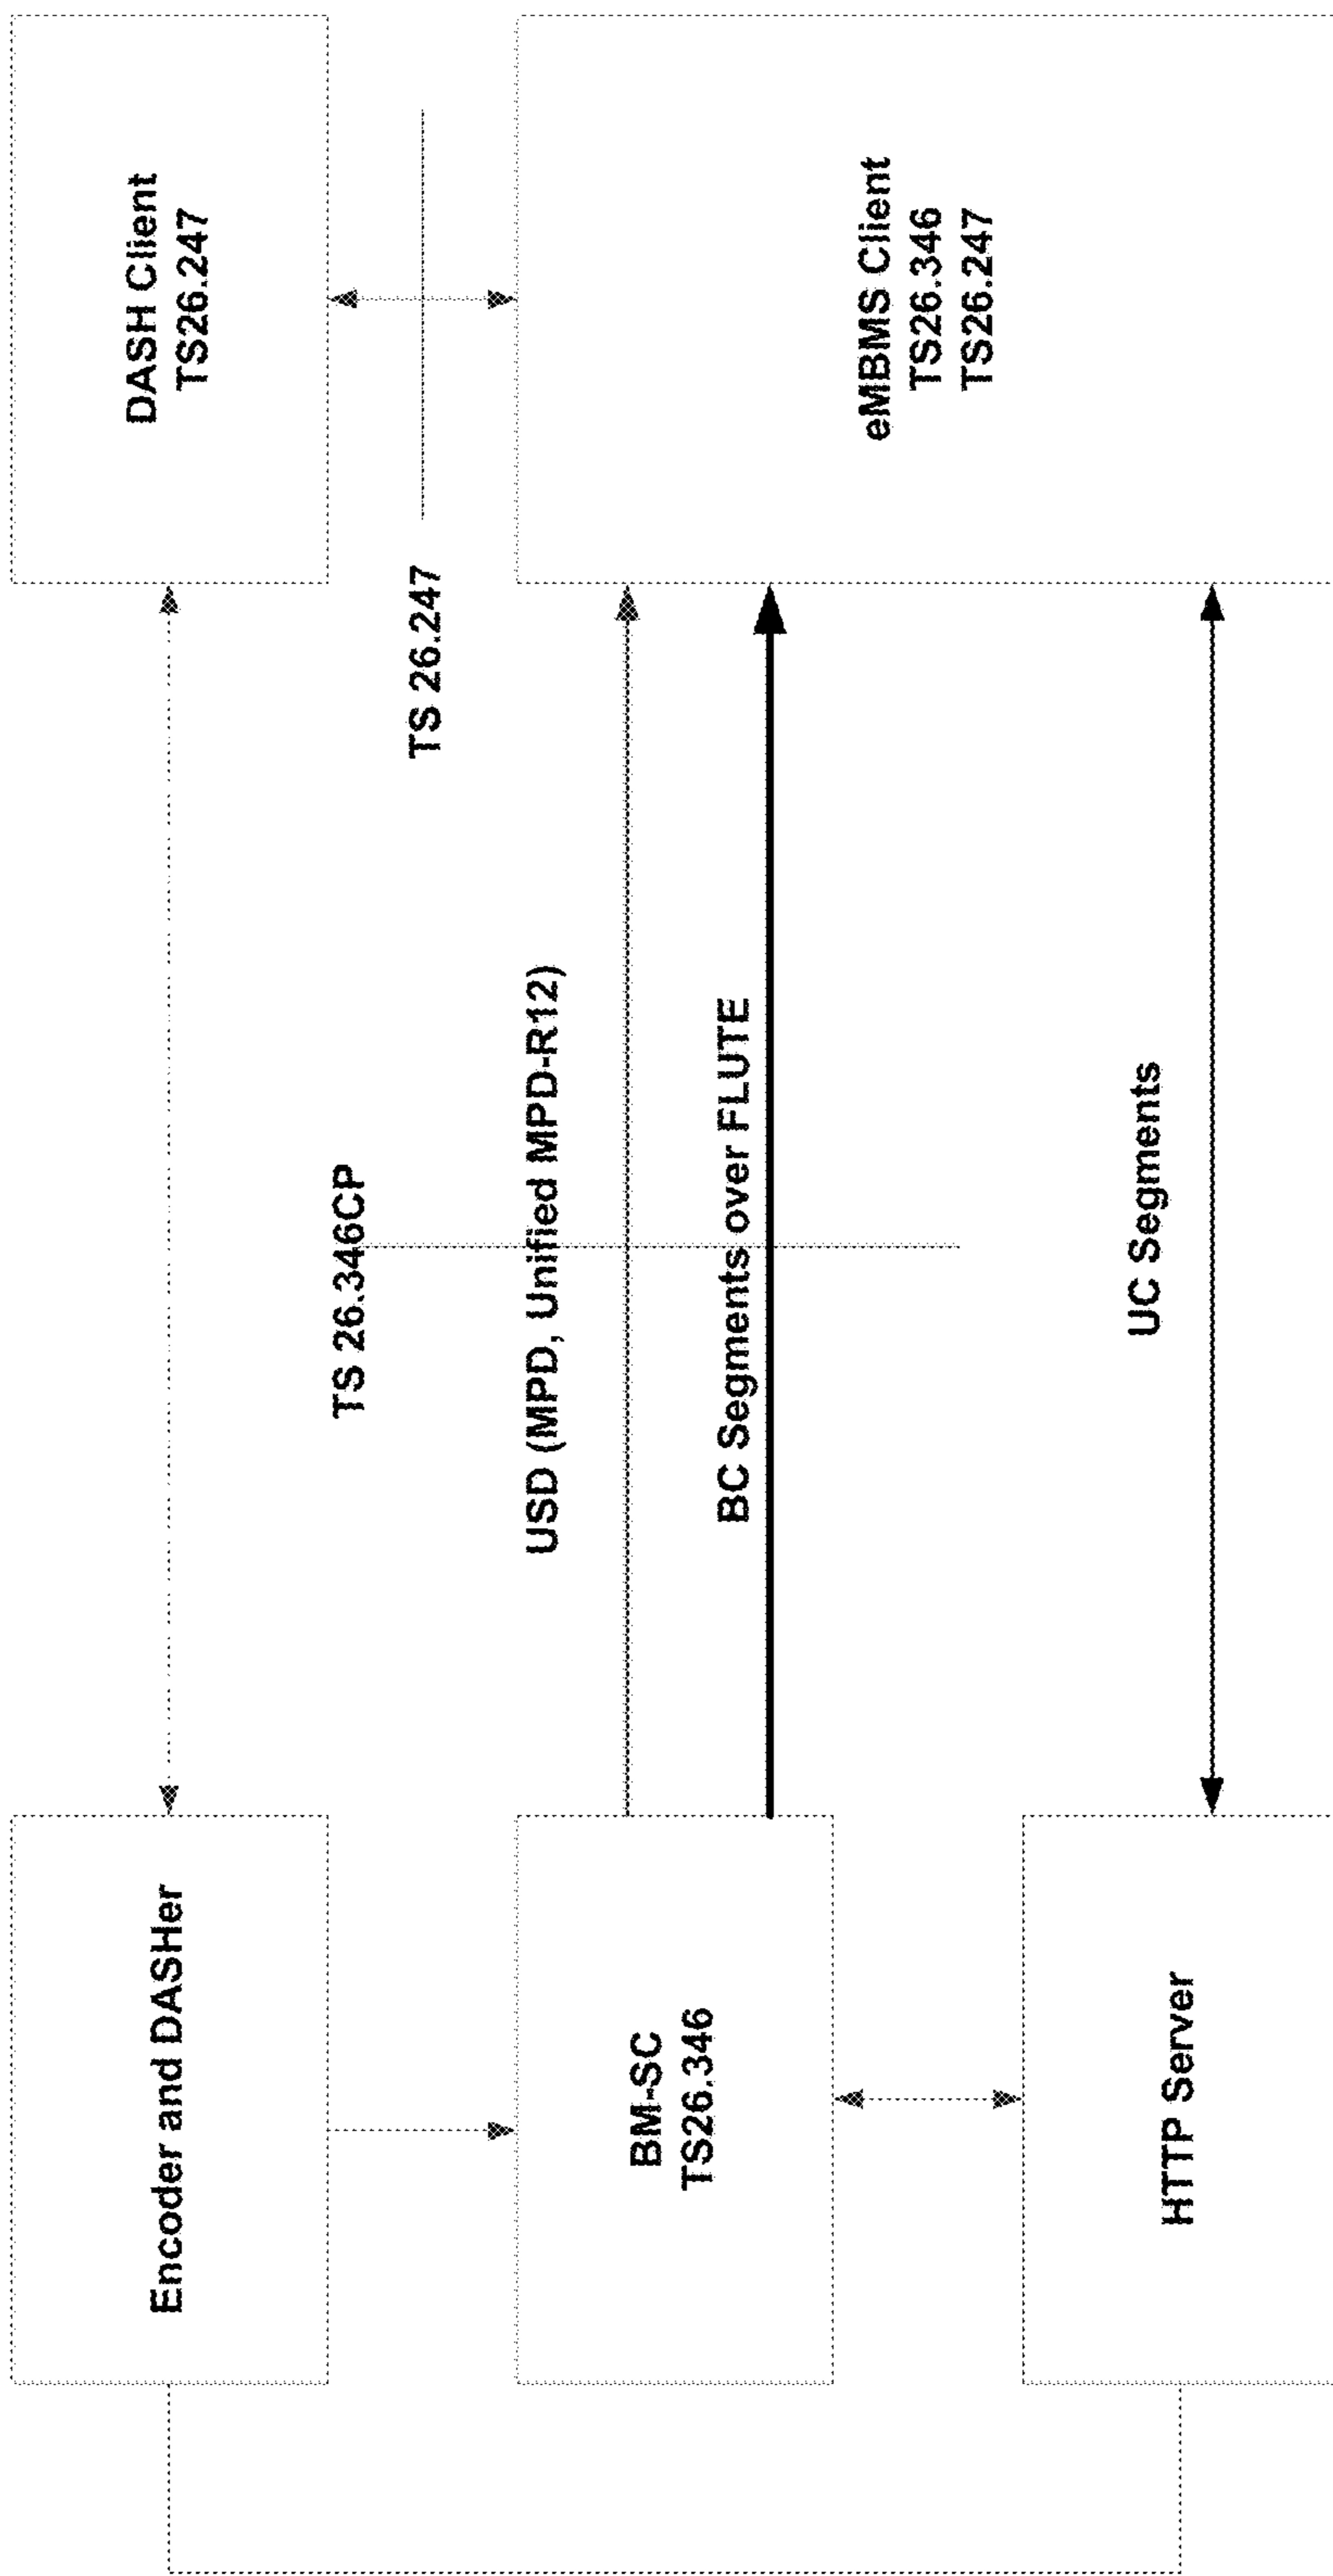 Encoder and DASHer
DASH Client
TS26.247
TS 26.346CP
TS 26.247
USD (MPD, Unified MPD-R12)
BM-SC
TS26.346
BC Segments over FLUTE
eMBMS Client
TS26.346
TS26.247
UC Segments
HTTP Server